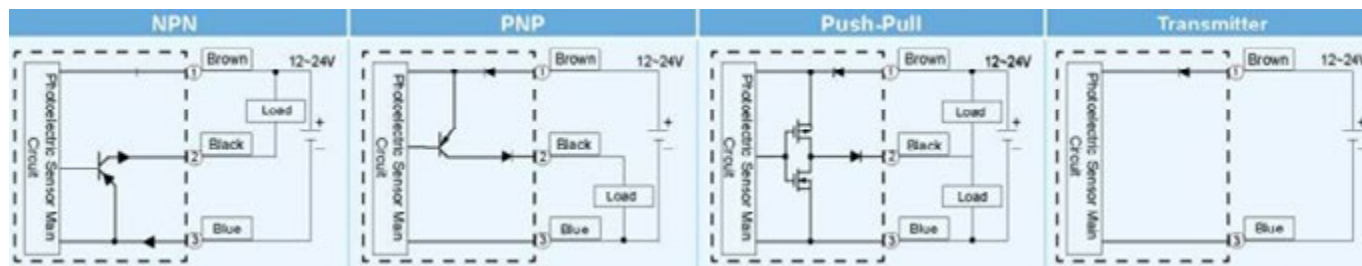 NPN
Photoelectric Sensor Main
Circuit
1
Brown
12~24V
Load
+
−
2
Black
3
Blue
PNP
Photoelectric Sensor Main
Circuit
1
Brown
12~24V
+
−
2
Black
Load
3
Blue
Push-Pull
Photoelectric Sensor Main
Circuit
1
Brown
12~24V
Load
+
−
2
Black
Load
3
Blue
Transmitter
Photoelectric Sensor Main
Circuit
1
Brown
12~24V
+
−
3
Blue